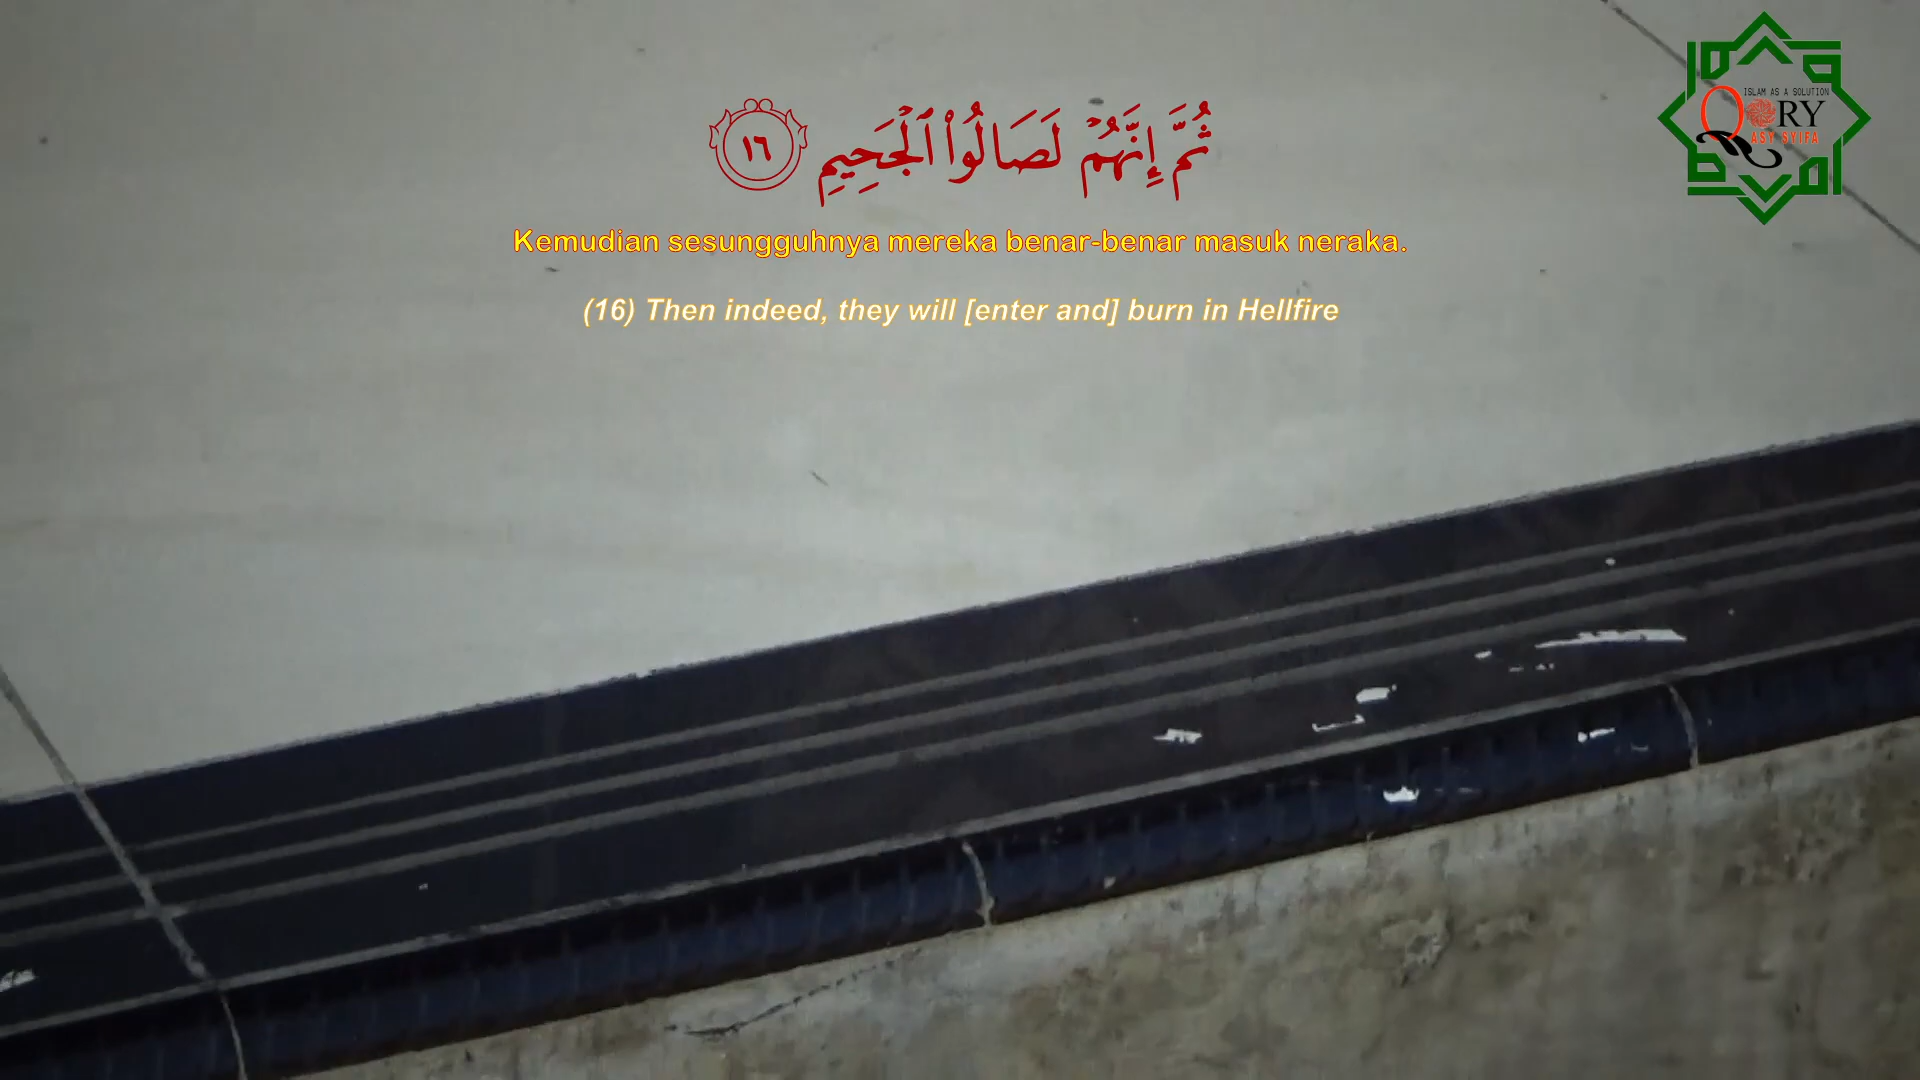 ثُمَّ إِنَّهُمۡ لَصَالُواْ ٱلۡجَحِيمِ ١٦
Kemudian sesungguhnya mereka benar-benar masuk neraka.
(16) Then indeed, they will [enter and] burn in Hellfire
ISLAM AS A SOLUTION
QORY
ASY SYIFA